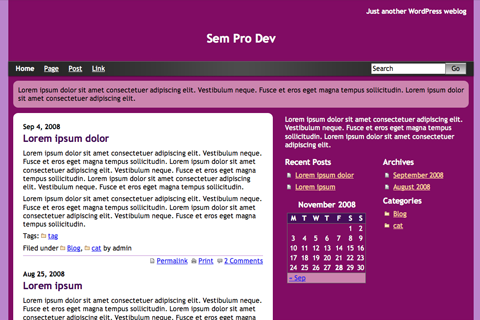 Just another WordPress weblog
Sem Pro Dev
Home Page Post Link
Search Go
Lorem ipsum dolor sit amet consectetuer adipiscing elit. Vestibulum neque. Fusce et eros eget magna tempus sollicitudin. Lorem ipsum dolor
sit amet consectetuer adipiscing elit.
Sep 4, 2008
Lorem ipsum dolor
Lorem ipsum dolor sit amet consectetuer adipiscing elit. Vestibulum neque.
Fusce et eros eget magna tempus sollicitudin. Lorem ipsum dolor sit amet
consectetuer adipiscing elit. Vestibulum neque. Fusce et eros eget magna
tempus sollicitudin. Lorem ipsum dolor sit amet consectetuer adipiscing elit.
Vestibulum neque. Fusce et eros eget magna tempus sollicitudin.
Lorem ipsum dolor sit amet consectetuer adipiscing elit. Vestibulum neque.
Fusce et eros eget magna tempus sollicitudin. Lorem ipsum dolor sit amet
consectetuer adipiscing elit. Vestibulum neque. Fusce et eros eget magna
tempus sollicitudin.
Tags: cat
Filed under Blog, cat by admin
Permalink Print 2 Comments
Aug 25, 2008
Lorem ipsum
Lorem ipsum dolor sit amet consectetuer adipiscing elit. Vestibulum neque.
Fusce et eros eget magna tempus sollicitudin. Lorem ipsum dolor sit amet
Lorem ipsum dolor sit amet consectetuer adipiscing elit.
Vestibulum neque. Fusce et eros eget magna tempus
sollicitudin. Lorem ipsum dolor sit amet consectetuer
adipiscing elit.
Recent Posts
Lorem ipsum dolor
Lorem ipsum
November 2008
M T W T F S S
1 2
3 4 5 6 7 8 9
10 11 12 13 14 15 16
17 18 19 20 21 22 23
24 25 26 27 28 29 30
« Sep
Archives
September 2008
August 2008
Categories
Blog
cat